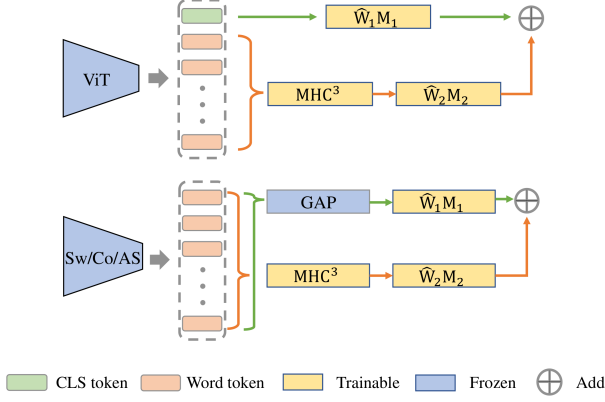 Ŵ₁M₁
ViT
MHC³
Ŵ₂M₂
GAP
Ŵ₁M₁
Sw/Co/AS
MHC³
Ŵ₂M₂
CLS token
Word token
Trainable
Frozen
Add